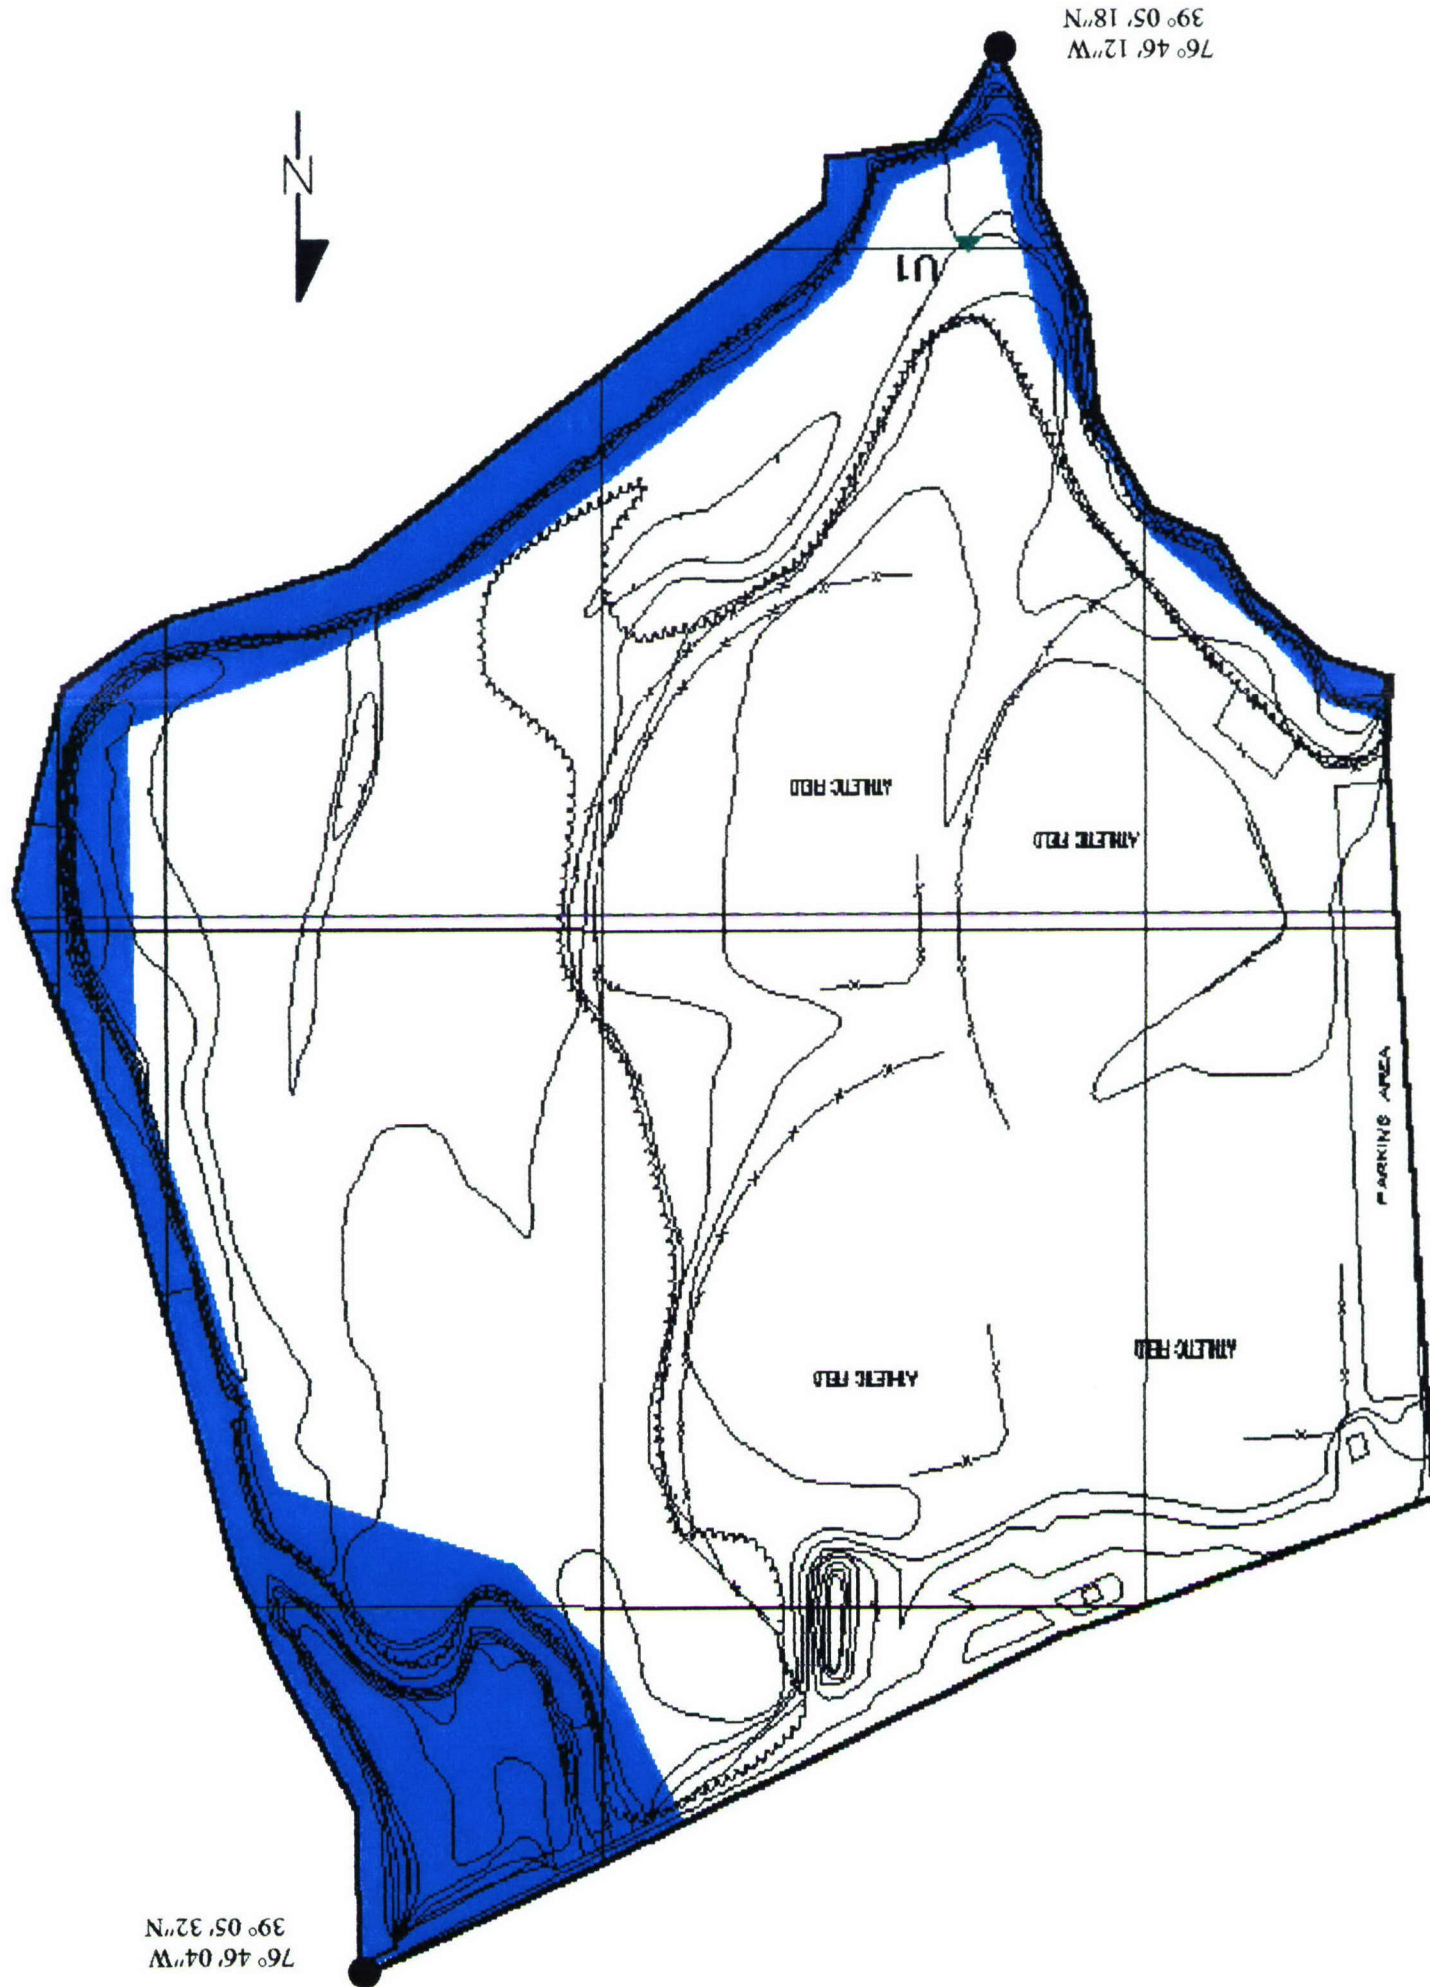 76° 46' 12"W
39° 05' 18"N
N
U1
ATHLETIC FIELD
ATHLETIC FIELD
PARKING AREA
ATHLETIC FIELD
ATHLETIC FIELD
76° 46' 04"W
39° 05' 32"N